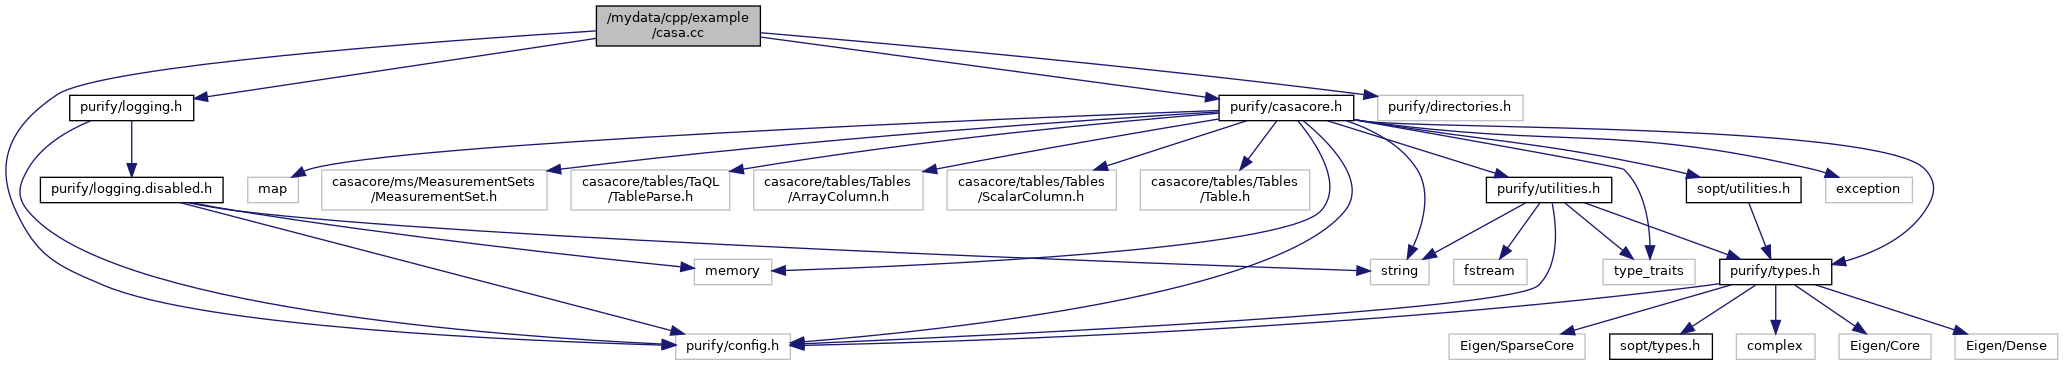 /mydata/cpp/example
/casa.cc
purify/logging.h
purify/casacore.h
purify/directories.h
purify/logging.disabled.h
map
casacore/ms/MeasurementSets
/MeasurementSet.h
casacore/tables/TaQL
/TableParse.h
casacore/tables/Tables
/ArrayColumn.h
casacore/tables/Tables
/ScalarColumn.h
casacore/tables/Tables
/Table.h
purify/utilities.h
sopt/utilities.h
exception
memory
string
fstream
type_traits
purify/types.h
purify/config.h
Eigen/SparseCore
sopt/types.h
complex
Eigen/Core
Eigen/Dense